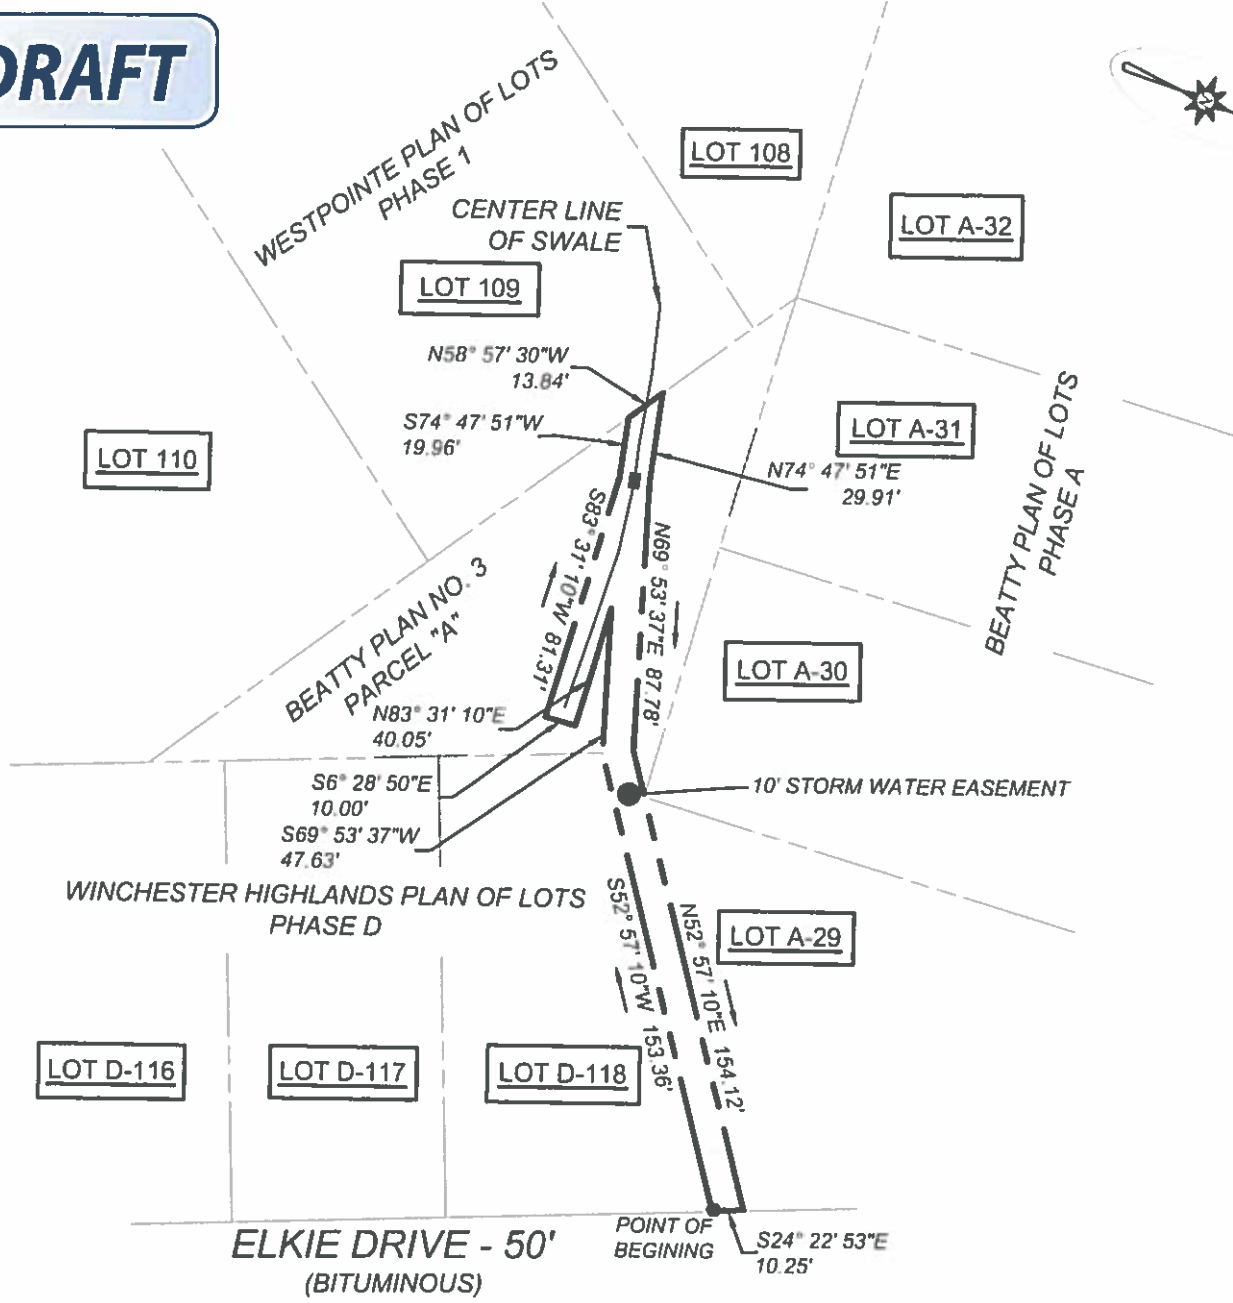 DRAFT
WESTPOINTE PLAN OF LOTS
PHASE 1
LOT 108
CENTER LINE
OF SWALE
LOT A-32
LOT 109
N58° 57' 30"W
13.84'
S74° 47' 51"W
19.96'
LOT A-31
LOT 110
N74° 47' 51"E
29.91'
BEATTY PLAN OF LOTS
PHASE A
S83° 31' 10"W 81.31'
N69° 53' 37"E 87.78'
BEATTY PLAN NO. 3
PARCEL "A"
LOT A-30
N83° 31' 10"E
40.05'
S6° 28' 50"E
10.00'
10' STORM WATER EASEMENT
S69° 53' 37"W
47.63'
WINCHESTER HIGHLANDS PLAN OF LOTS
PHASE D
S52° 57' 10"W 153.36'
N52° 57' 10"E 154.12'
LOT A-29
LOT D-116
LOT D-117
LOT D-118
ELKIE DRIVE - 50'
(BITUMINOUS)
POINT OF
BEGINING
S24° 22' 53"E
10.25'